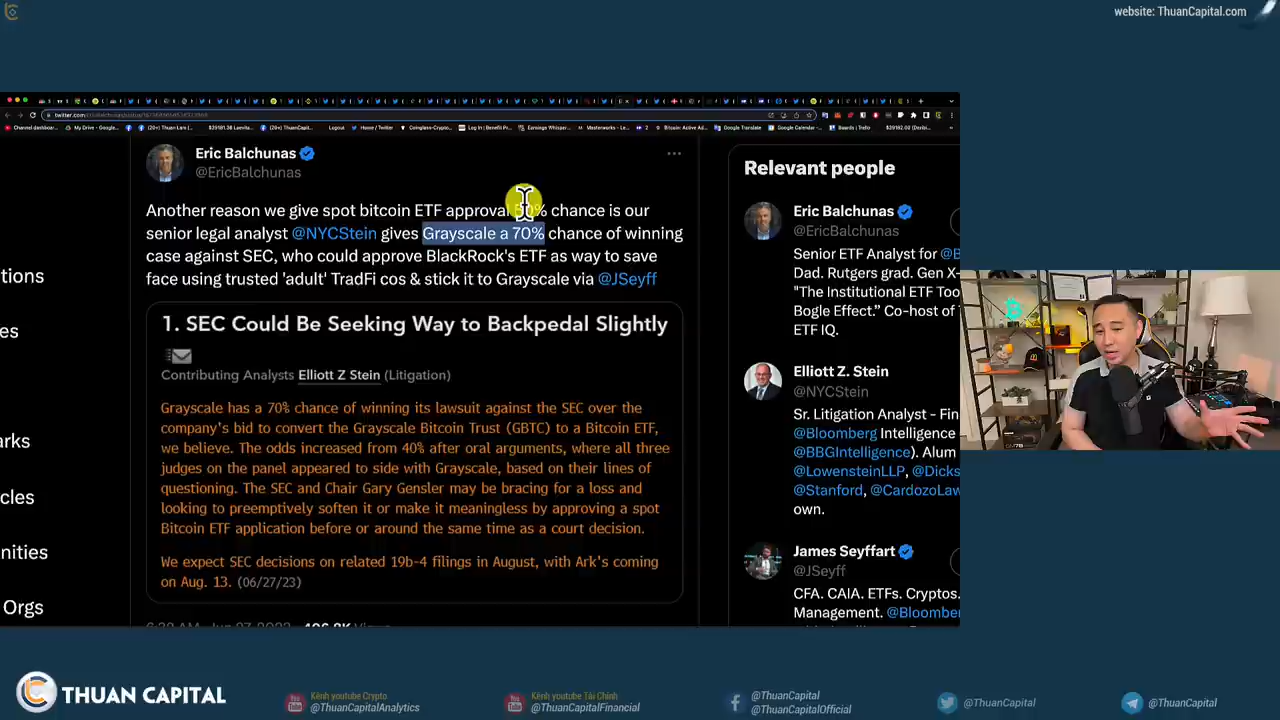 website: ThuanCapital.com
Eric Balchunas
@EricBalchunas
Another reason we give spot bitcoin ETF approval chance is our
senior legal analyst @NYCStein gives Grayscale a 70% chance of winning
case against SEC, who could approve BlackRock's ETF as way to save
face using trusted 'adult' TradFi cos & stick it to Grayscale via @JSeyff
1. SEC Could Be Seeking Way to Backpedal Slightly
Contributing Analysts Elliott Z Stein (Litigation)
Grayscale has a 70% chance of winning its lawsuit against the SEC over the
company's bid to convert the Grayscale Bitcoin Trust (GBTC) to a Bitcoin ETF,
we believe. The odds increased from 40% after oral arguments, where all three
judges on the panel appeared to side with Grayscale, based on their lines of
questioning. The SEC and Chair Gary Gensler may be bracing for a loss and
looking to preemptively soften it or make it meaningless by approving a spot
Bitcoin ETF application before or around the same time as a court decision.
We expect SEC decisions on related 19b-4 filings in August, with Ark's coming
on Aug. 13. (06/27/23)
tions
es
arks
cles
nities
Orgs
Relevant people
Eric Balchunas
@EricBalchunas
Senior ETF Analyst for @B
Dad. Rutgers grad. Gen X-
"The Institutional ETF Too
Bogle Effect." Co-host of
ETF IQ.
Elliott Z. Stein
@NYCStein
Sr. Litigation Analyst - Fin
@Bloomberg Intelligence
@BBGIntelligence). Alum
@LowensteinLLP, @Dicks
@Stanford, @CardozoLaw
own.
James Seyffart
@JSeyff
CFA. CAIA. ETFs. Cryptos.
Management. @Bloomber
THUAN CAPITAL
Kênh youtube Crypto
@ThuanCapitalAnalytics
Kênh youtube Tài Chính
@ThuanCapitalFinancial
@ThuanCapital
@ThuanCapitalOfficial
@ThuanCapital
@ThuanCapital